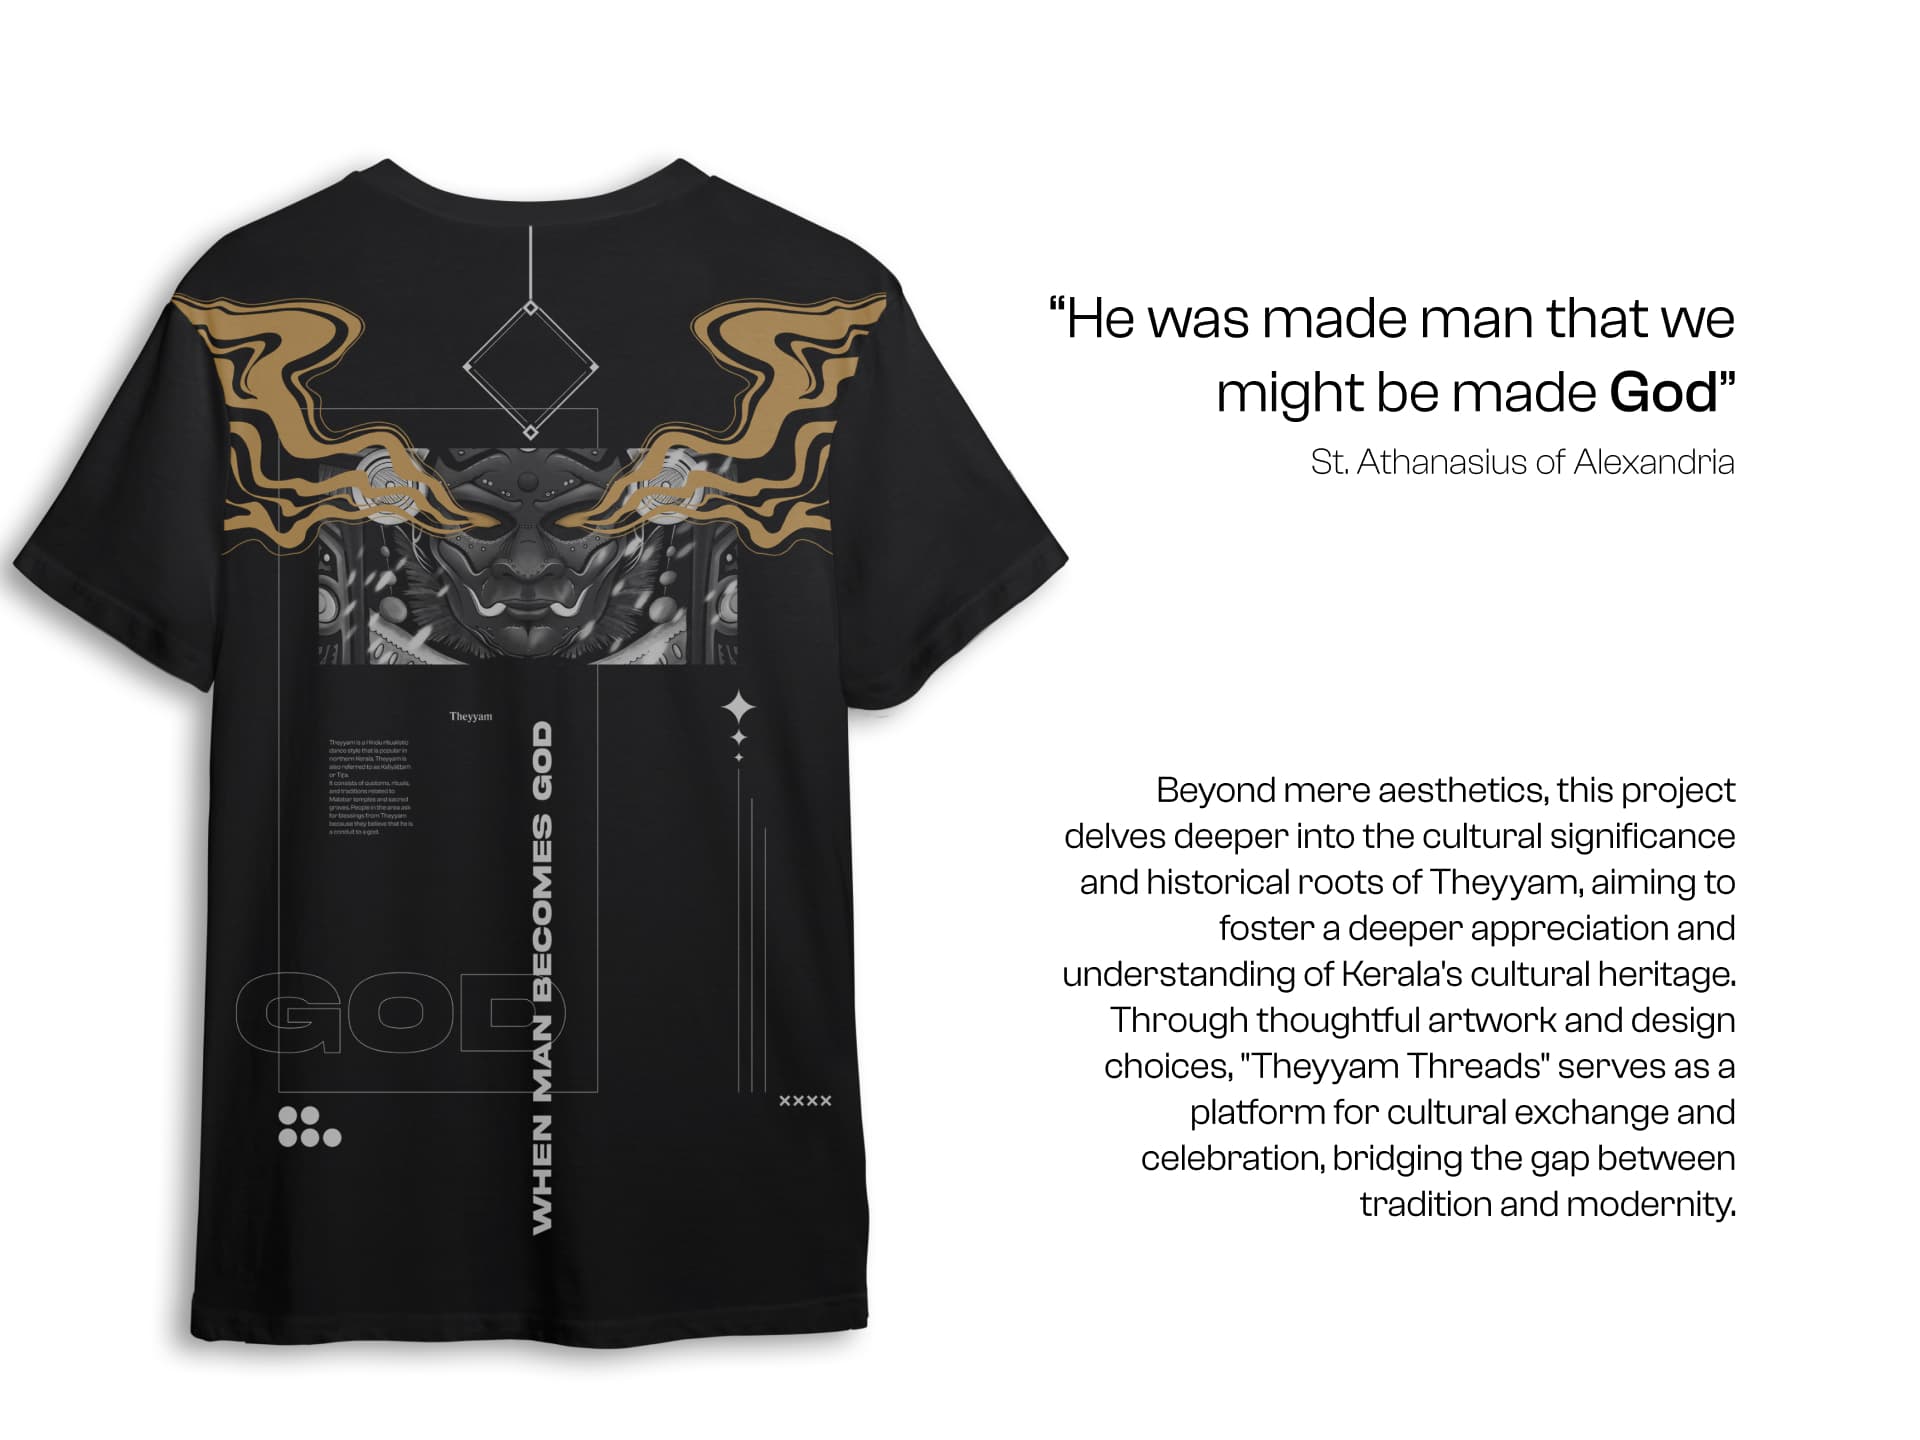 “He was made man that we
might be made God”
St. Athanasius of Alexandria
Theyyam
Theyyam is a Hindu ritualistic
dance style that is popular in
northern Kerala. Theyyam is
also referred to as Kaliyattam
or Tira.
It consists of customs, rituals,
and traditions related to
Malabar temples and sacred
groves. People in the area ask
for blessings from Theyyam
because they believe that he is
a conduit to a god.
WHEN MAN BECOMES GOD
GOD
Beyond mere aesthetics, this project
delves deeper into the cultural significance
and historical roots of Theyyam, aiming to
foster a deeper appreciation and
understanding of Kerala's cultural heritage.
Through thoughtful artwork and design
choices, "Theyyam Threads" serves as a
platform for cultural exchange and
celebration, bridging the gap between
tradition and modernity.